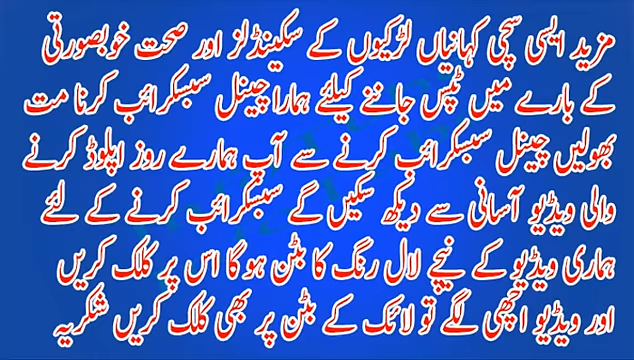 مزید ایسی سچی کہانیاں لڑکیوں کے سکینڈلز اور صحت خوبصورتی
کے بارے میں ٹپس جاننے کیلئے ہمارا چینل سبسکرائب کرنا مت
بھولیں چینل سبسکرائب کرنے سے آپ ہمارے روز اپلوڈ کرنے
والی ویڈیو آسانی سے دیکھ سکیں گے سبسکرائب کرنے کے لئے
ہماری ویڈیو کے نیچے لال رنگ کا بٹن ہو گا اس پر کلک کریں
اور ویڈیو اچھی لگے تو لائک کے بٹن پر بھی کلک کریں شکریہ